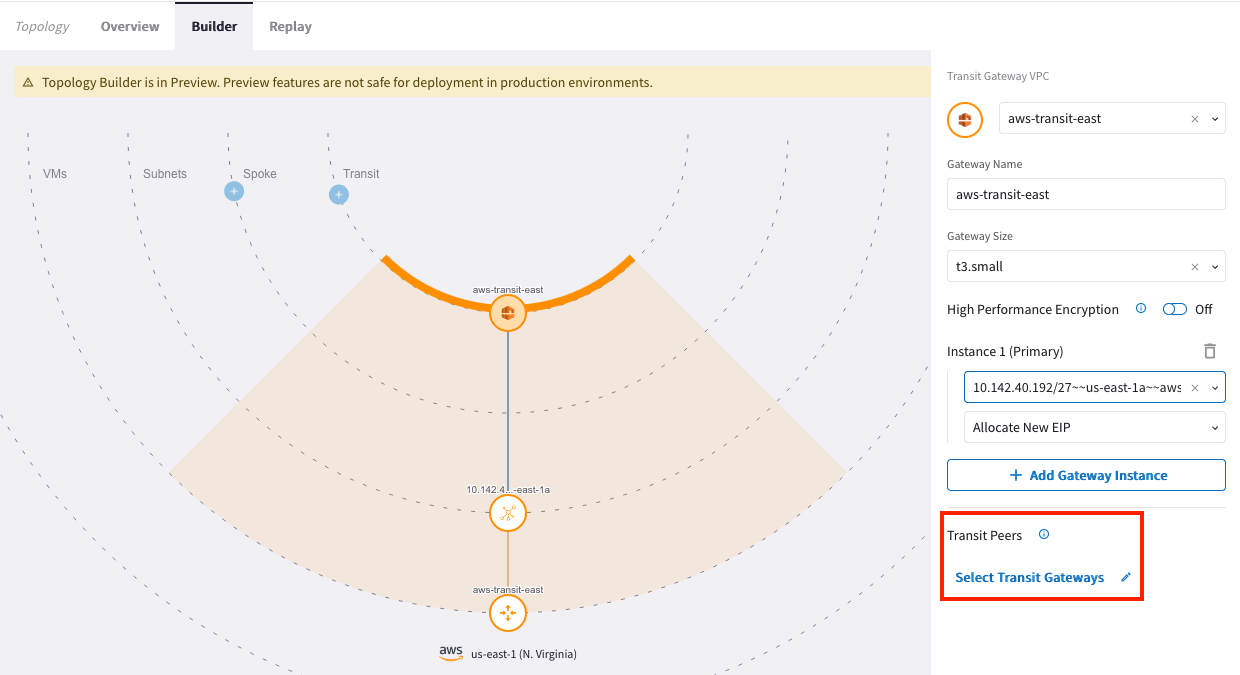 Topology Overview Builder Replay
Topology Builder is in Preview. Preview features are not safe for deployment in production environments.
VMs Subnets Spoke Transit
aws-transit-east
10.142.4...-east-1a
aws-transit-east
aws us-east-1 (N. Virginia)
Transit Gateway VPC
aws-transit-east
Gateway Name
aws-transit-east
Gateway Size
t3.small
High Performance Encryption Off
Instance 1 (Primary)
10.142.40.192/27~~us-east-1a~~aws
Allocate New EIP
+ Add Gateway Instance
Transit Peers
Select Transit Gateways